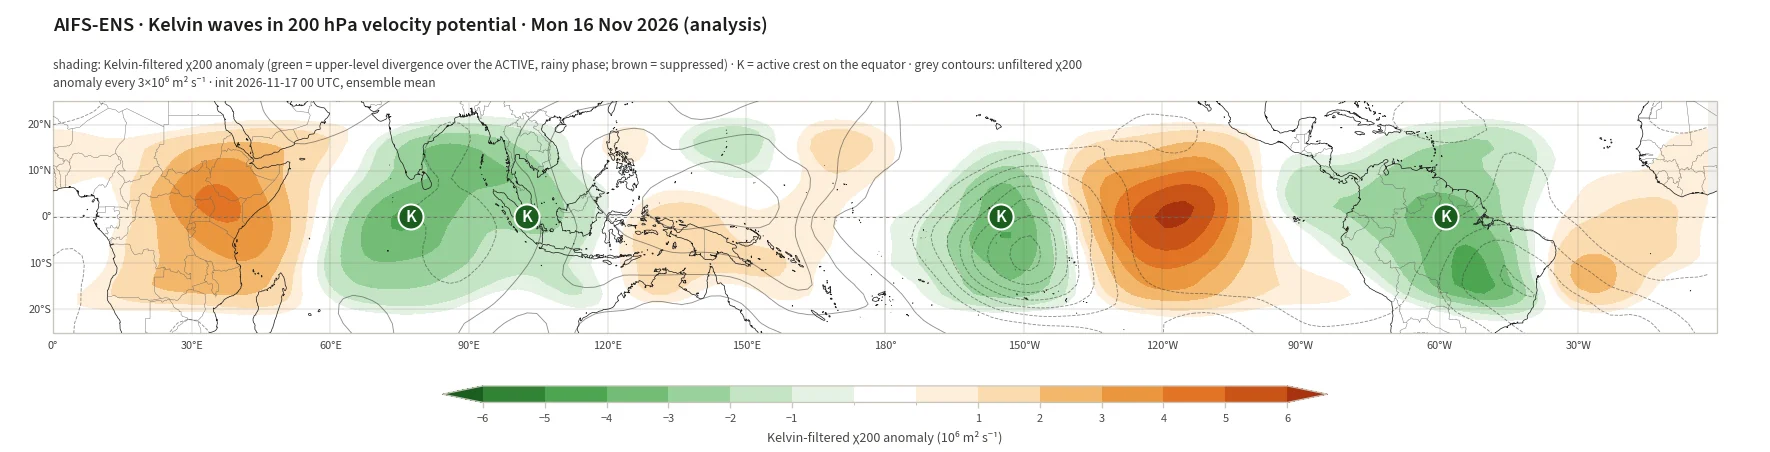 AIFS-ENS · Kelvin waves in 200 hPa velocity potential · Mon 16 Nov 2026 (analysis)
shading: Kelvin-filtered χ200 anomaly (green = upper-level divergence over the ACTIVE, rainy phase; brown = suppressed) · K = active crest on the equator · grey contours: unfiltered χ200
anomaly every 3×10⁶ m² s⁻¹ · init 2026-11-17 00 UTC, ensemble mean
20°N
10°N
0°
10°S
20°S
K K K K
0° 30°E 60°E 90°E 120°E 150°E 180° 150°W 120°W 90°W 60°W 30°W
−6 −5 −4 −3 −2 −1 1 2 3 4 5 6
Kelvin-filtered χ200 anomaly (10⁶ m² s⁻¹)